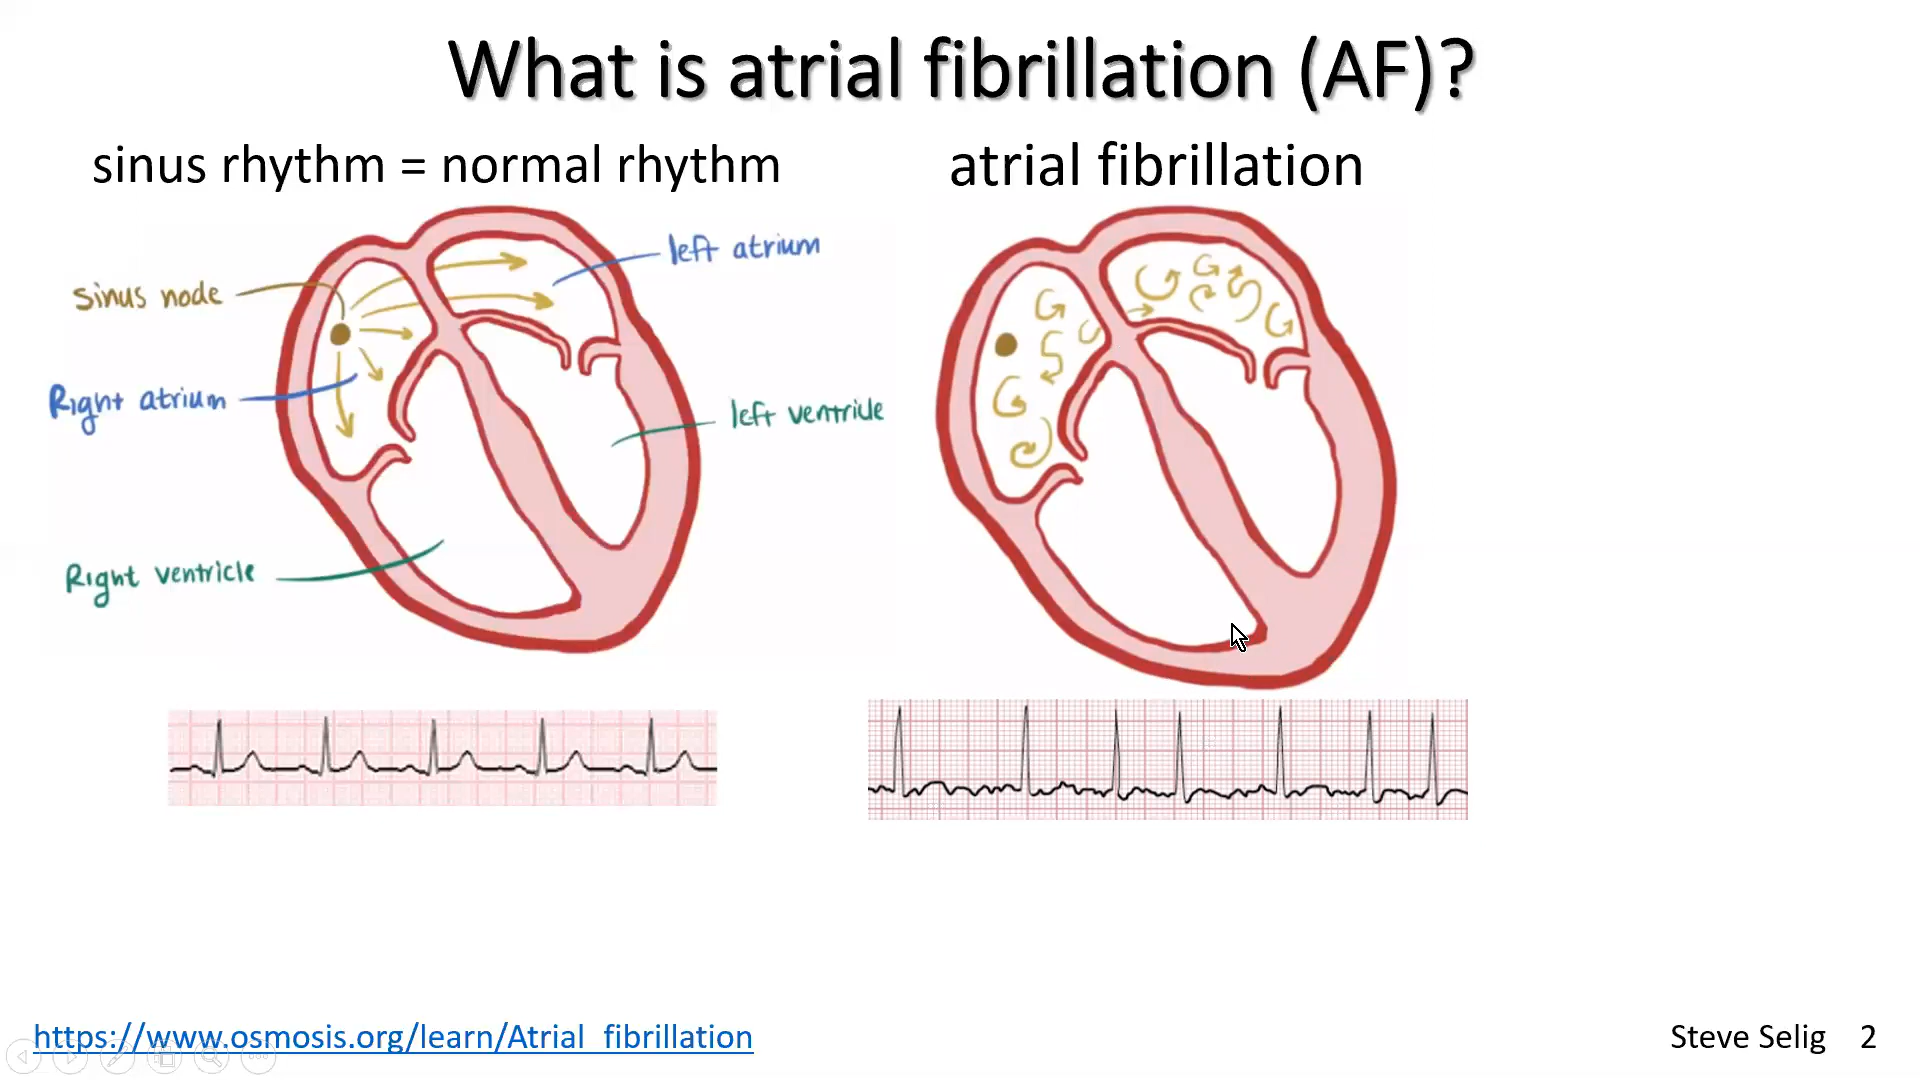 What is atrial fibrillation (AF)?
sinus rhythm = normal rhythm
atrial fibrillation
left atrium
sinus node
Right atrium
left ventricle
Right ventricle
https://www.osmosis.org/learn/Atrial_fibrillation
Steve Selig 2